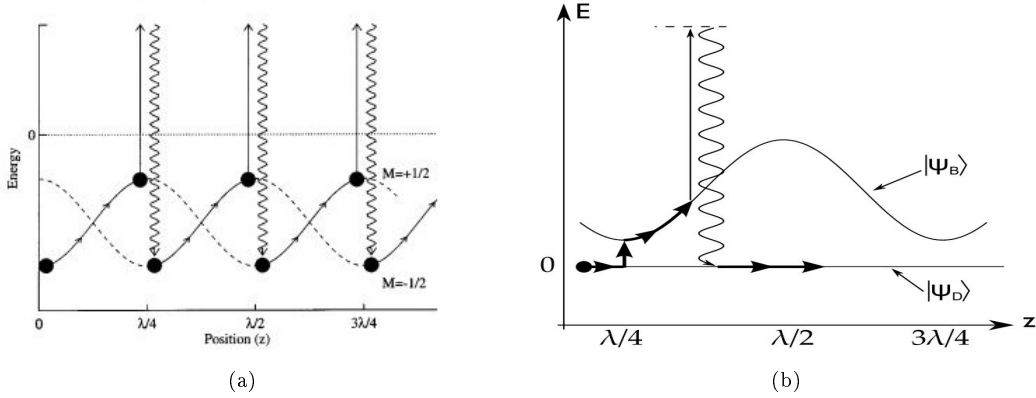 0
M=+1/2
M=-1/2
Energy
0
λ/4
λ/2
3λ/4
Position (z)
(a)
E
|Ψ_B⟩
0
|Ψ_D⟩
z
λ/4
λ/2
3λ/4
(b)